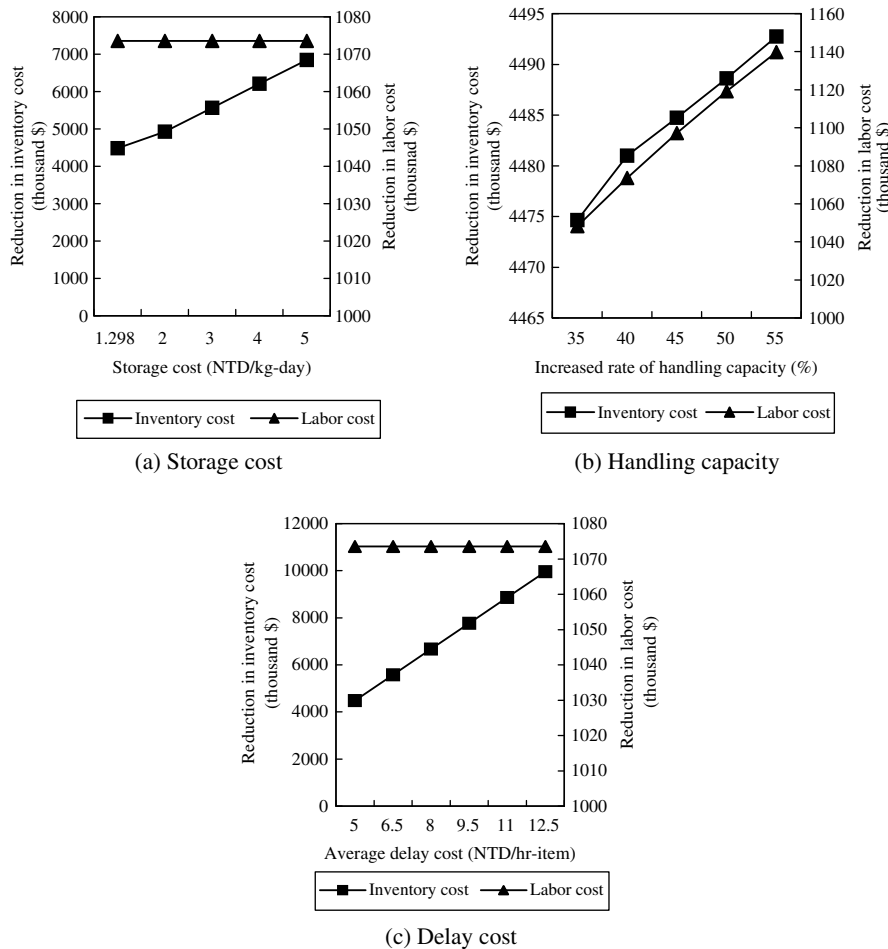 8000
7000
6000
5000
4000
3000
2000
1000
0
Reduction in inventory cost
(thousand $)
1080
1070
1060
1050
1040
1030
1020
1010
1000
Reduction in labor cost
(thousnad $)
1.298 2 3 4 5
Storage cost (NTD/kg-day)
Inventory cost Labor cost
(a) Storage cost
4495
4490
4485
4480
4475
4470
4465
Reduction in inventory cost
(thousand $)
1160
1140
1120
1100
1080
1060
1040
1020
1000
Reduction in labor cost
(thousand $)
35 40 45 50 55
Increased rate of handling capacity (%)
Inventory cost Labor cost
(b) Handling capacity
12000
10000
8000
6000
4000
2000
0
Reduction in inventory cost
(thousand $)
1080
1070
1060
1050
1040
1030
1020
1010
1000
Reduction in labor cost
(thousand $)
5 6.5 8 9.5 11 12.5
Average delay cost (NTD/hr-item)
Inventory cost Labor cost
(c) Delay cost